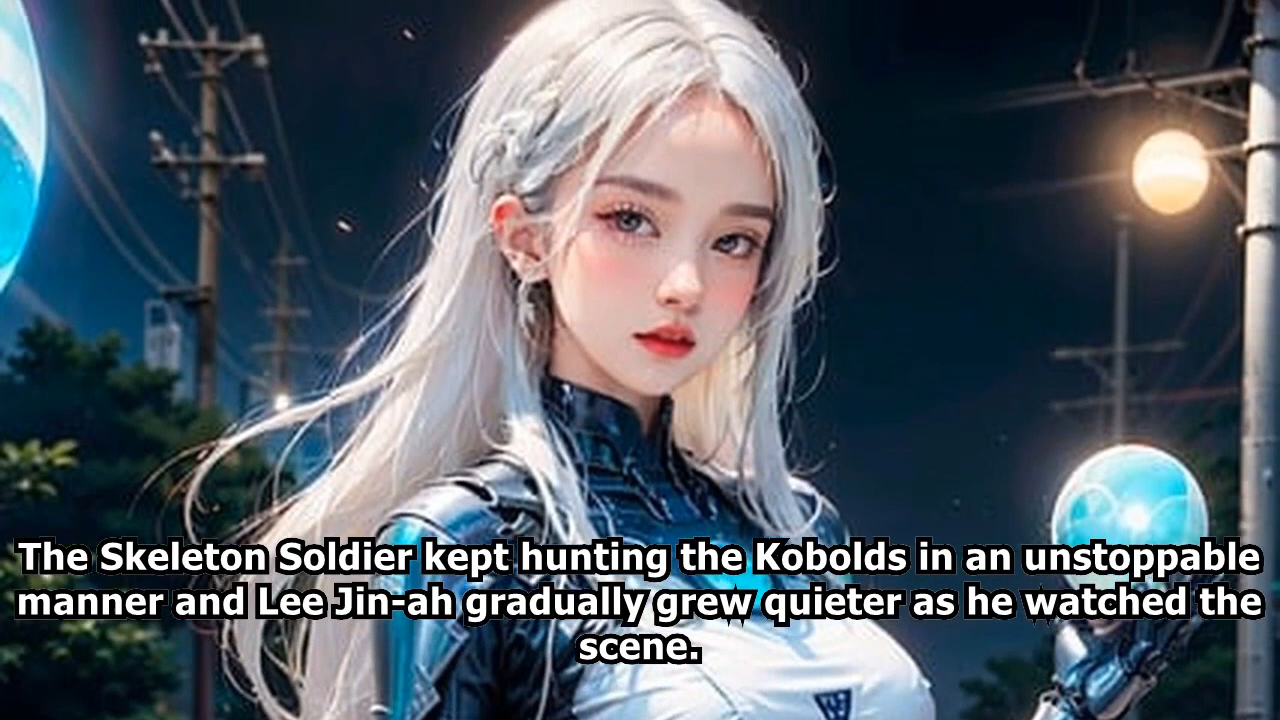 The Skeleton Soldier kept hunting the Kobolds in an unstoppable
manner and Lee Jin-ah gradually grew quieter as he watched the
scene.